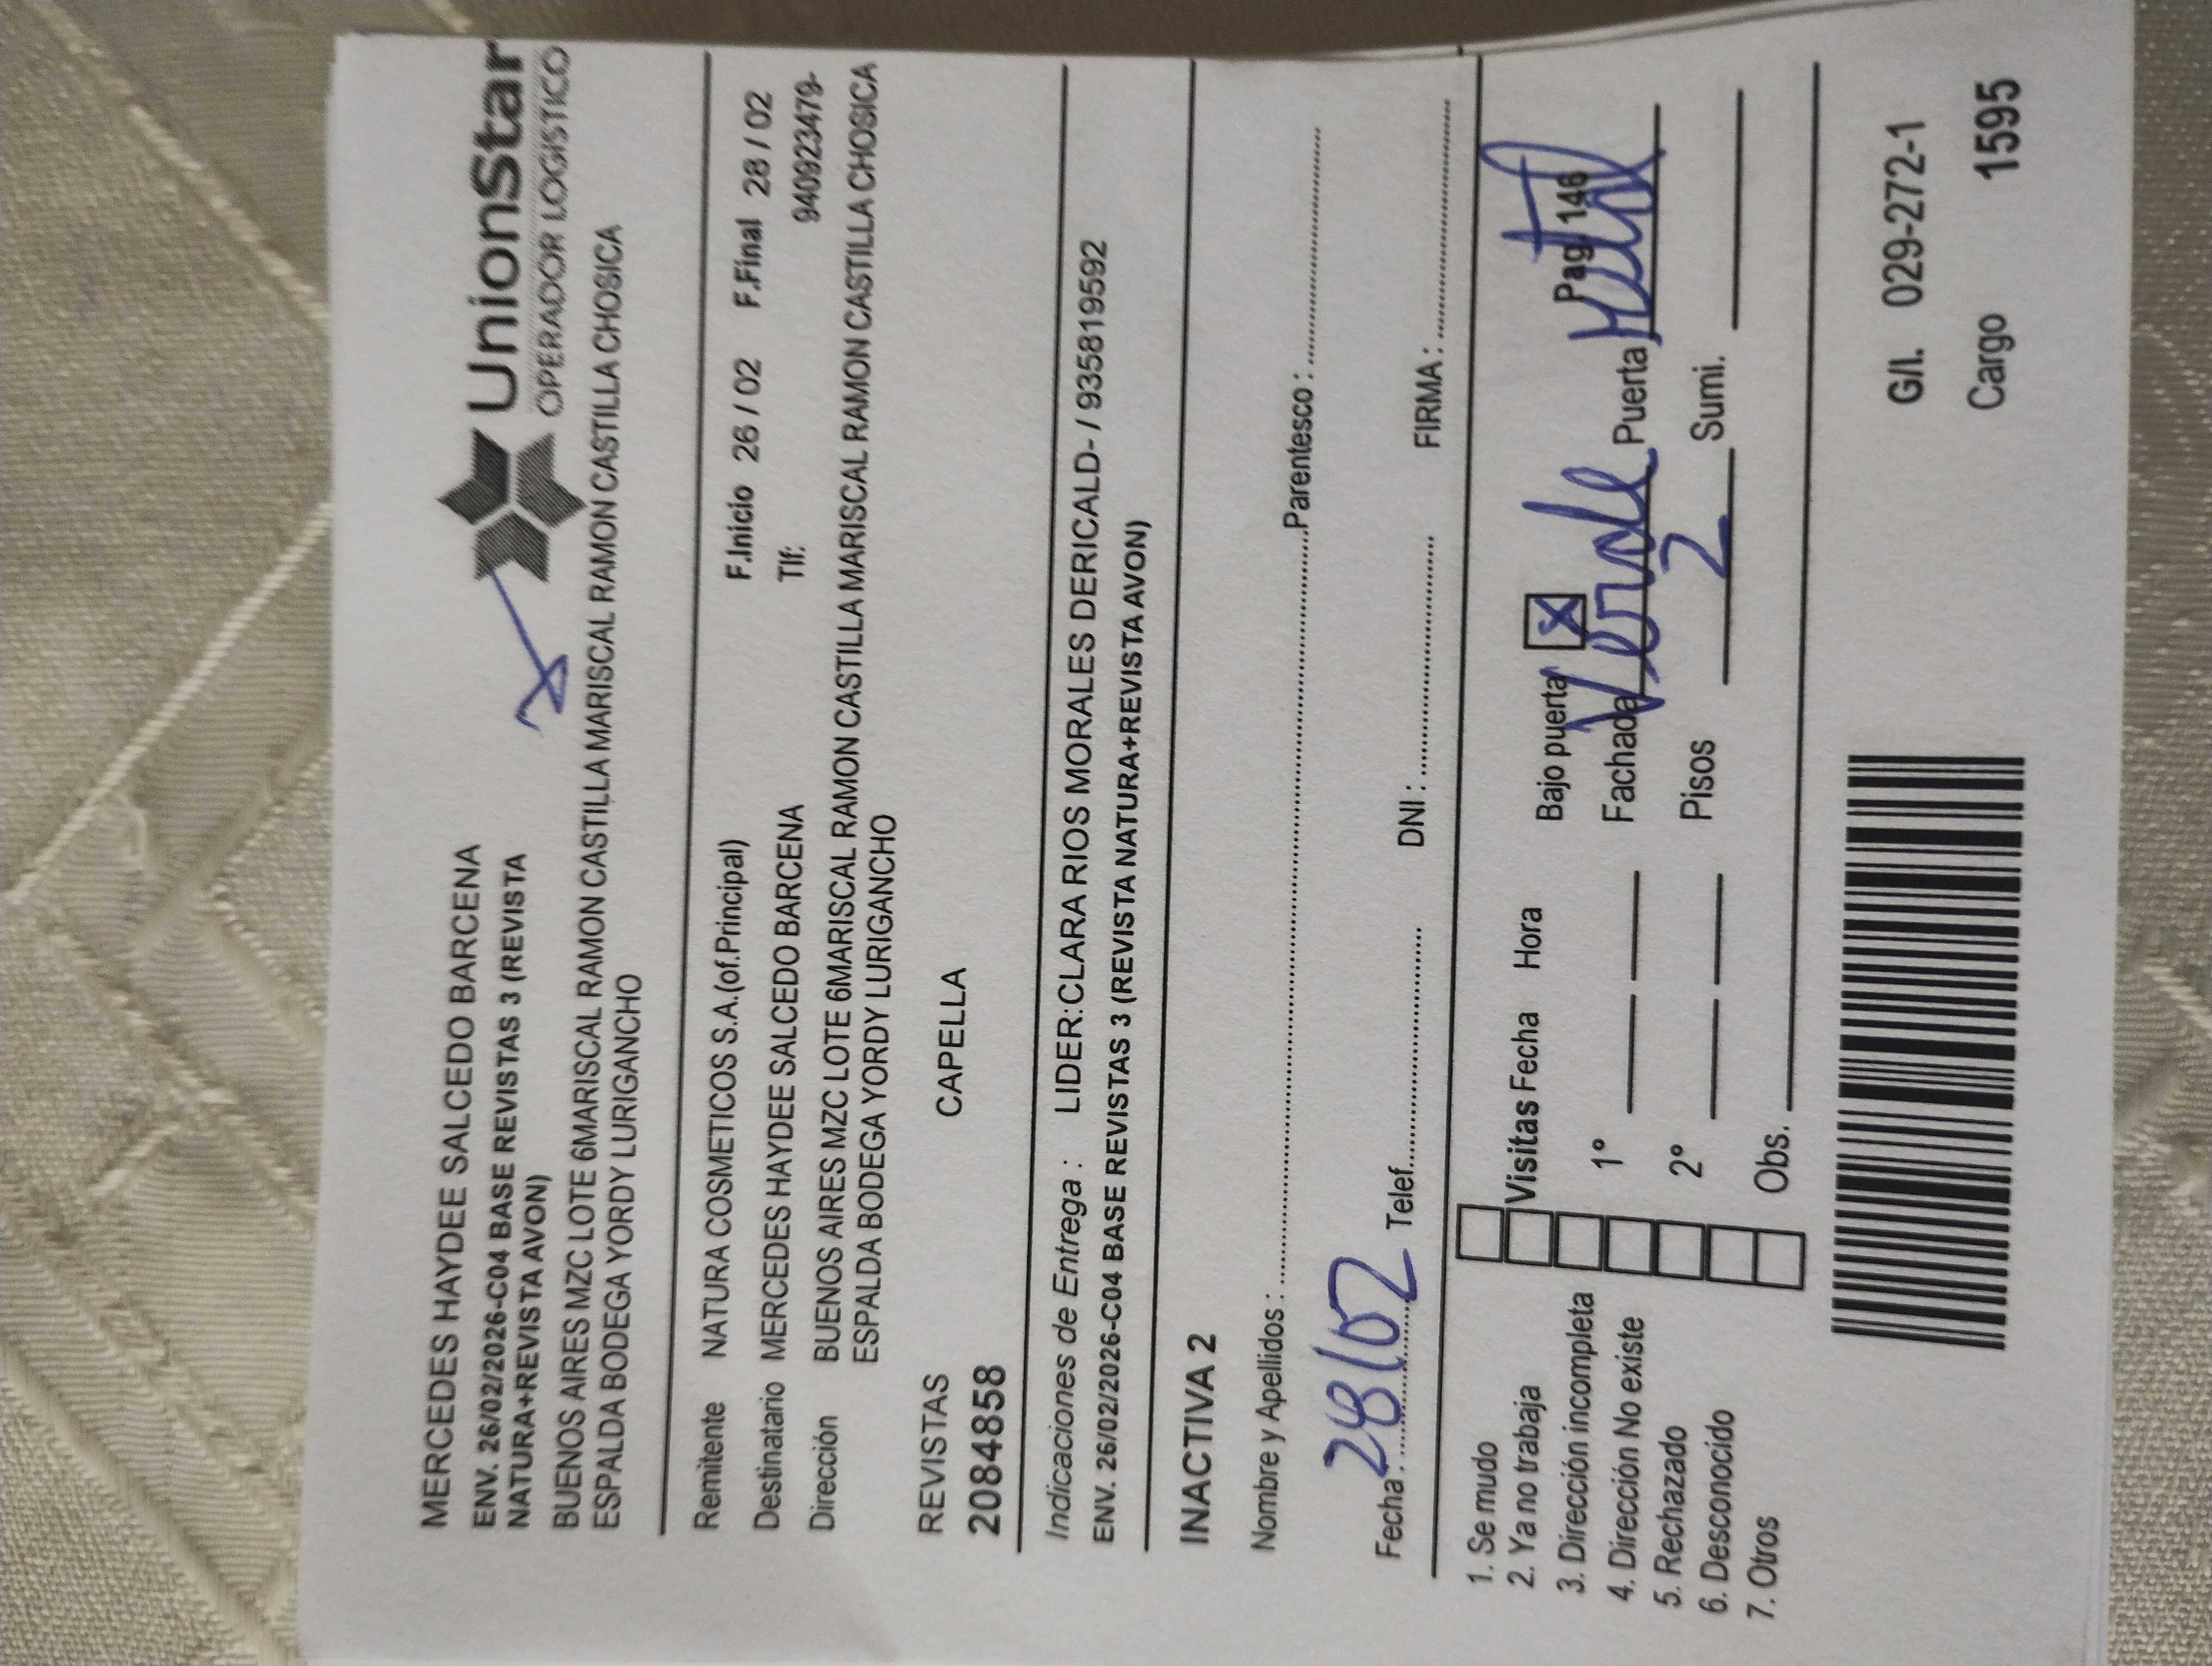 UnionStar
OPERADOR LOGISTICO
MERCEDES HAYDEE SALCEDO BARCENA
ENV. 26/02/2026-C04 BASE REVISTAS 3 (REVISTA
NATURA+REVISTA AVON)
BUENOS AIRES MZC LOTE 6MARISCAL RAMON CASTILLA MARISCAL RAMON CASTILLA CHOSICA
ESPALDA BODEGA YORDY LURIGANCHO
Remitente NATURA COSMETICOS S.A.(of.Principal) F.Inicio 26 / 02 F.Final 28 / 02
Destinatario MERCEDES HAYDEE SALCEDO BARCENA Tlf: 940923479-
Dirección BUENOS AIRES MZC LOTE 6MARISCAL RAMON CASTILLA MARISCAL RAMON CASTILLA CHOSICA
ESPALDA BODEGA YORDY LURIGANCHO
REVISTAS CAPELLA
2084858
Indicaciones de Entrega : LIDER:CLARA RIOS MORALES DERICALD- / 935819592
ENV. 26/02/2026-C04 BASE REVISTAS 3 (REVISTA NATURA+REVISTA AVON)
INACTIVA 2
Nombre y Apellidos : Parentesco :
Fecha : 28/02 Telef. DNI : FIRMA :
1. Se mudo
2. Ya no trabaja
3. Dirección incompleta
4. Dirección No existe
5. Rechazado
6. Desconocido
7. Otros
Visitas Fecha Hora Bajo puerta X Pag. 146
1° Fachada Verde Puerta Metal
2° Pisos 2 Sumi.
Obs.
G/I. 029-272-1
Cargo 1595